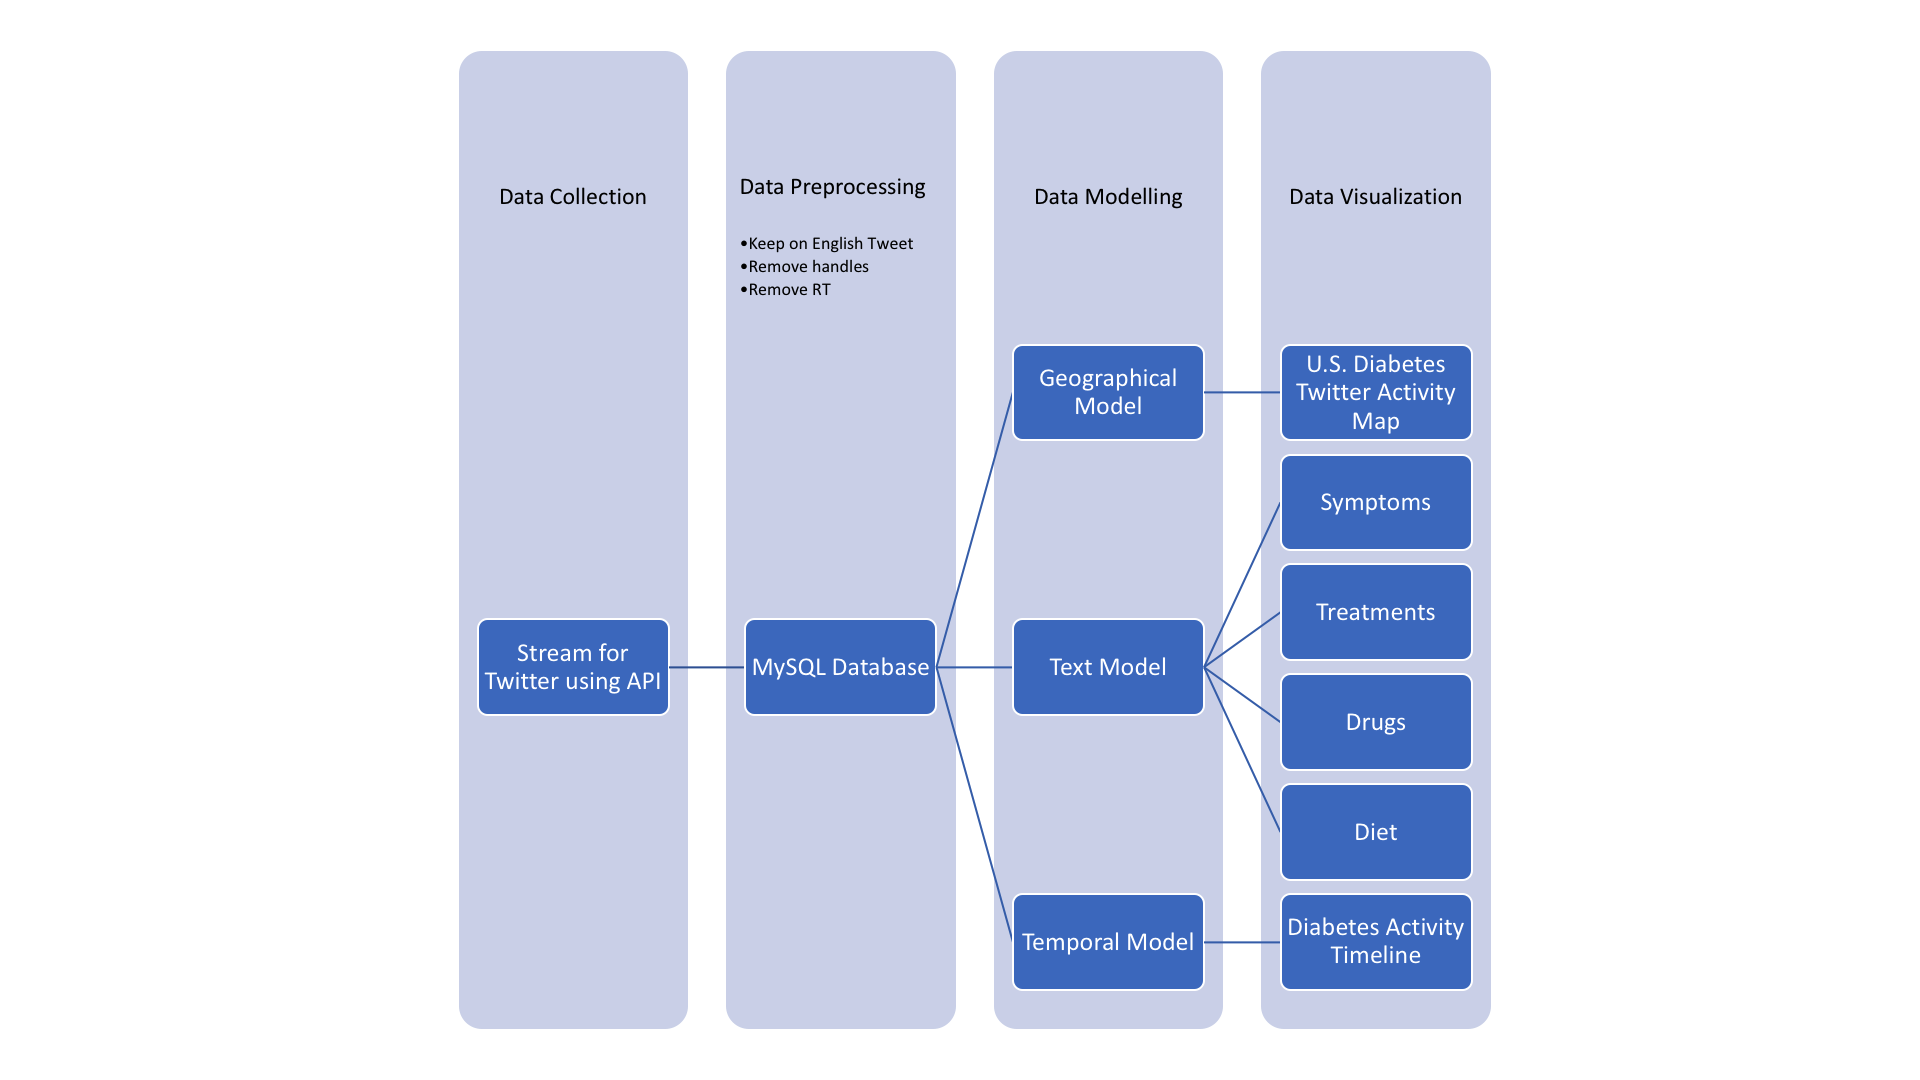 Data Collection
Data Preprocessing
•Keep on English Tweet
•Remove handles
•Remove RT
Data Modelling
Data Visualization
Stream for
Twitter using API
MySQL Database
Geographical
Model
Text Model
Temporal Model
U.S. Diabetes
Twitter Activity
Map
Symptoms
Treatments
Drugs
Diet
Diabetes Activity
Timeline